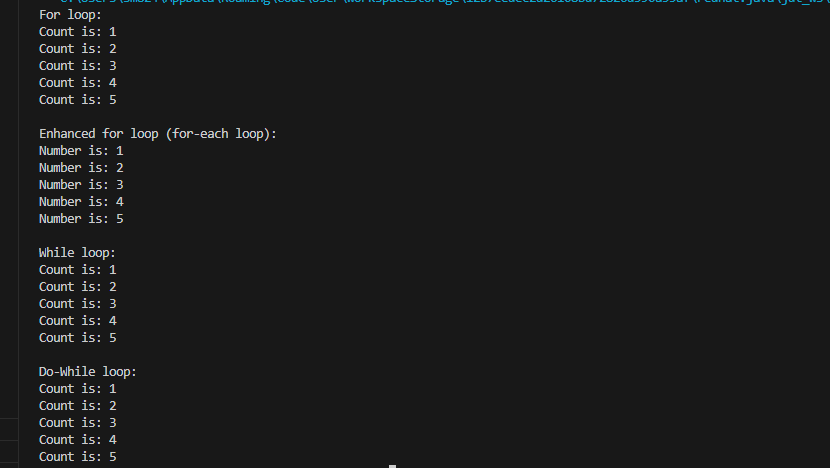 For loop:
Count is: 1
Count is: 2
Count is: 3
Count is: 4
Count is: 5
Enhanced for loop (for-each loop):
Number is: 1
Number is: 2
Number is: 3
Number is: 4
Number is: 5
While loop:
Count is: 1
Count is: 2
Count is: 3
Count is: 4
Count is: 5
Do-While loop:
Count is: 1
Count is: 2
Count is: 3
Count is: 4
Count is: 5